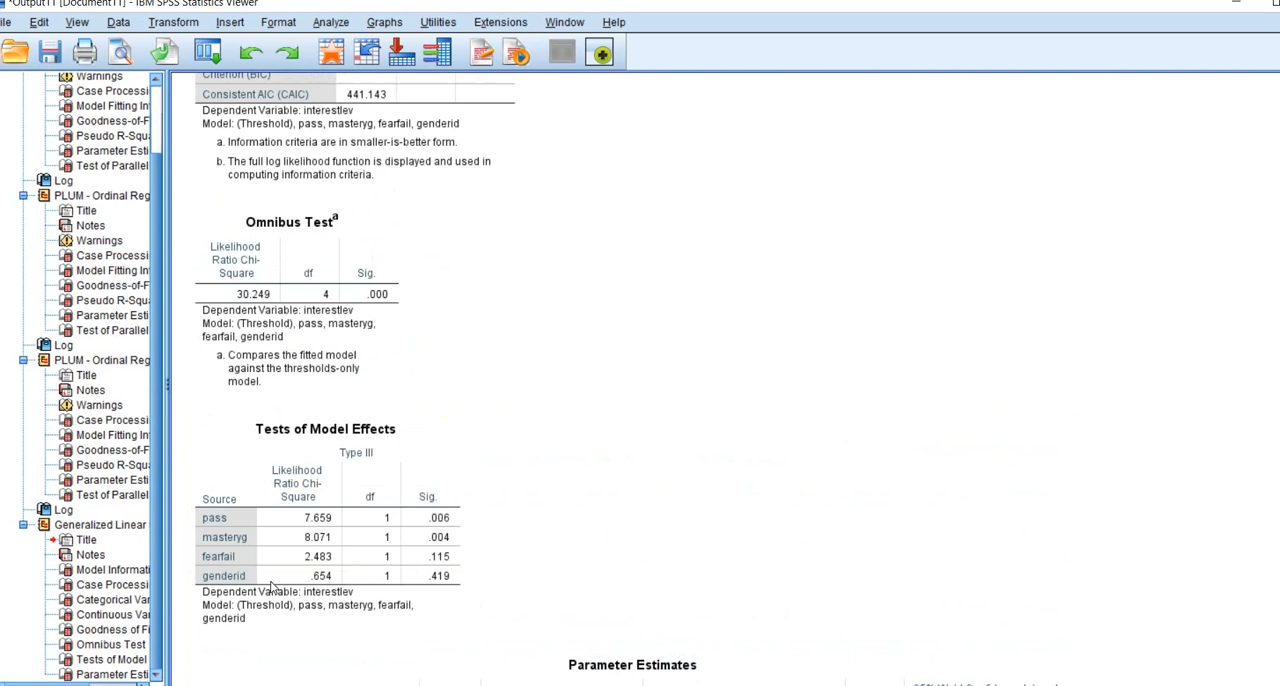 *Output11 [Document11] - IBM SPSS Statistics Viewer
ile Edit View Data Transform Insert Format Analyze Graphs Utilities Extensions Window Help
Warnings
Case Processi
Model Fitting In
Goodness-of-F
Pseudo R-Squa
Parameter Esti
Test of Parallel
Log
PLUM - Ordinal Reg
Title
Notes
Warnings
Case Processi
Model Fitting In
Goodness-of-F
Pseudo R-Squa
Parameter Esti
Test of Parallel
Log
PLUM - Ordinal Reg
Title
Notes
Warnings
Case Processi
Model Fitting In
Goodness-of-F
Pseudo R-Squa
Parameter Esti
Test of Parallel
Log
Generalized Linear
Title
Notes
Model Informati
Case Processi
Categorical Var
Continuous Var
Goodness of Fi
Omnibus Test
Tests of Model
Parameter Esti
Criterion (BIC)
Consistent AIC (CAIC) 441.143
Dependent Variable: interestlev
Model: (Threshold), pass, masteryg, fearfail, genderid
a. Information criteria are in smaller-is-better form.
b. The full log likelihood function is displayed and used in
computing information criteria.
Omnibus Testa
Likelihood
Ratio Chi-
Square df Sig.
30.249 4 .000
Dependent Variable: interestlev
Model: (Threshold), pass, masteryg,
fearfail, genderid
a. Compares the fitted model
against the thresholds-only
model.
Tests of Model Effects
Type III
Likelihood
Ratio Chi-
Source Square df Sig.
pass 7.659 1 .006
masteryg 8.071 1 .004
fearfail 2.483 1 .115
genderid .654 1 .419
Dependent Variable: interestlev
Model: (Threshold), pass, masteryg, fearfail,
genderid
Parameter Estimates